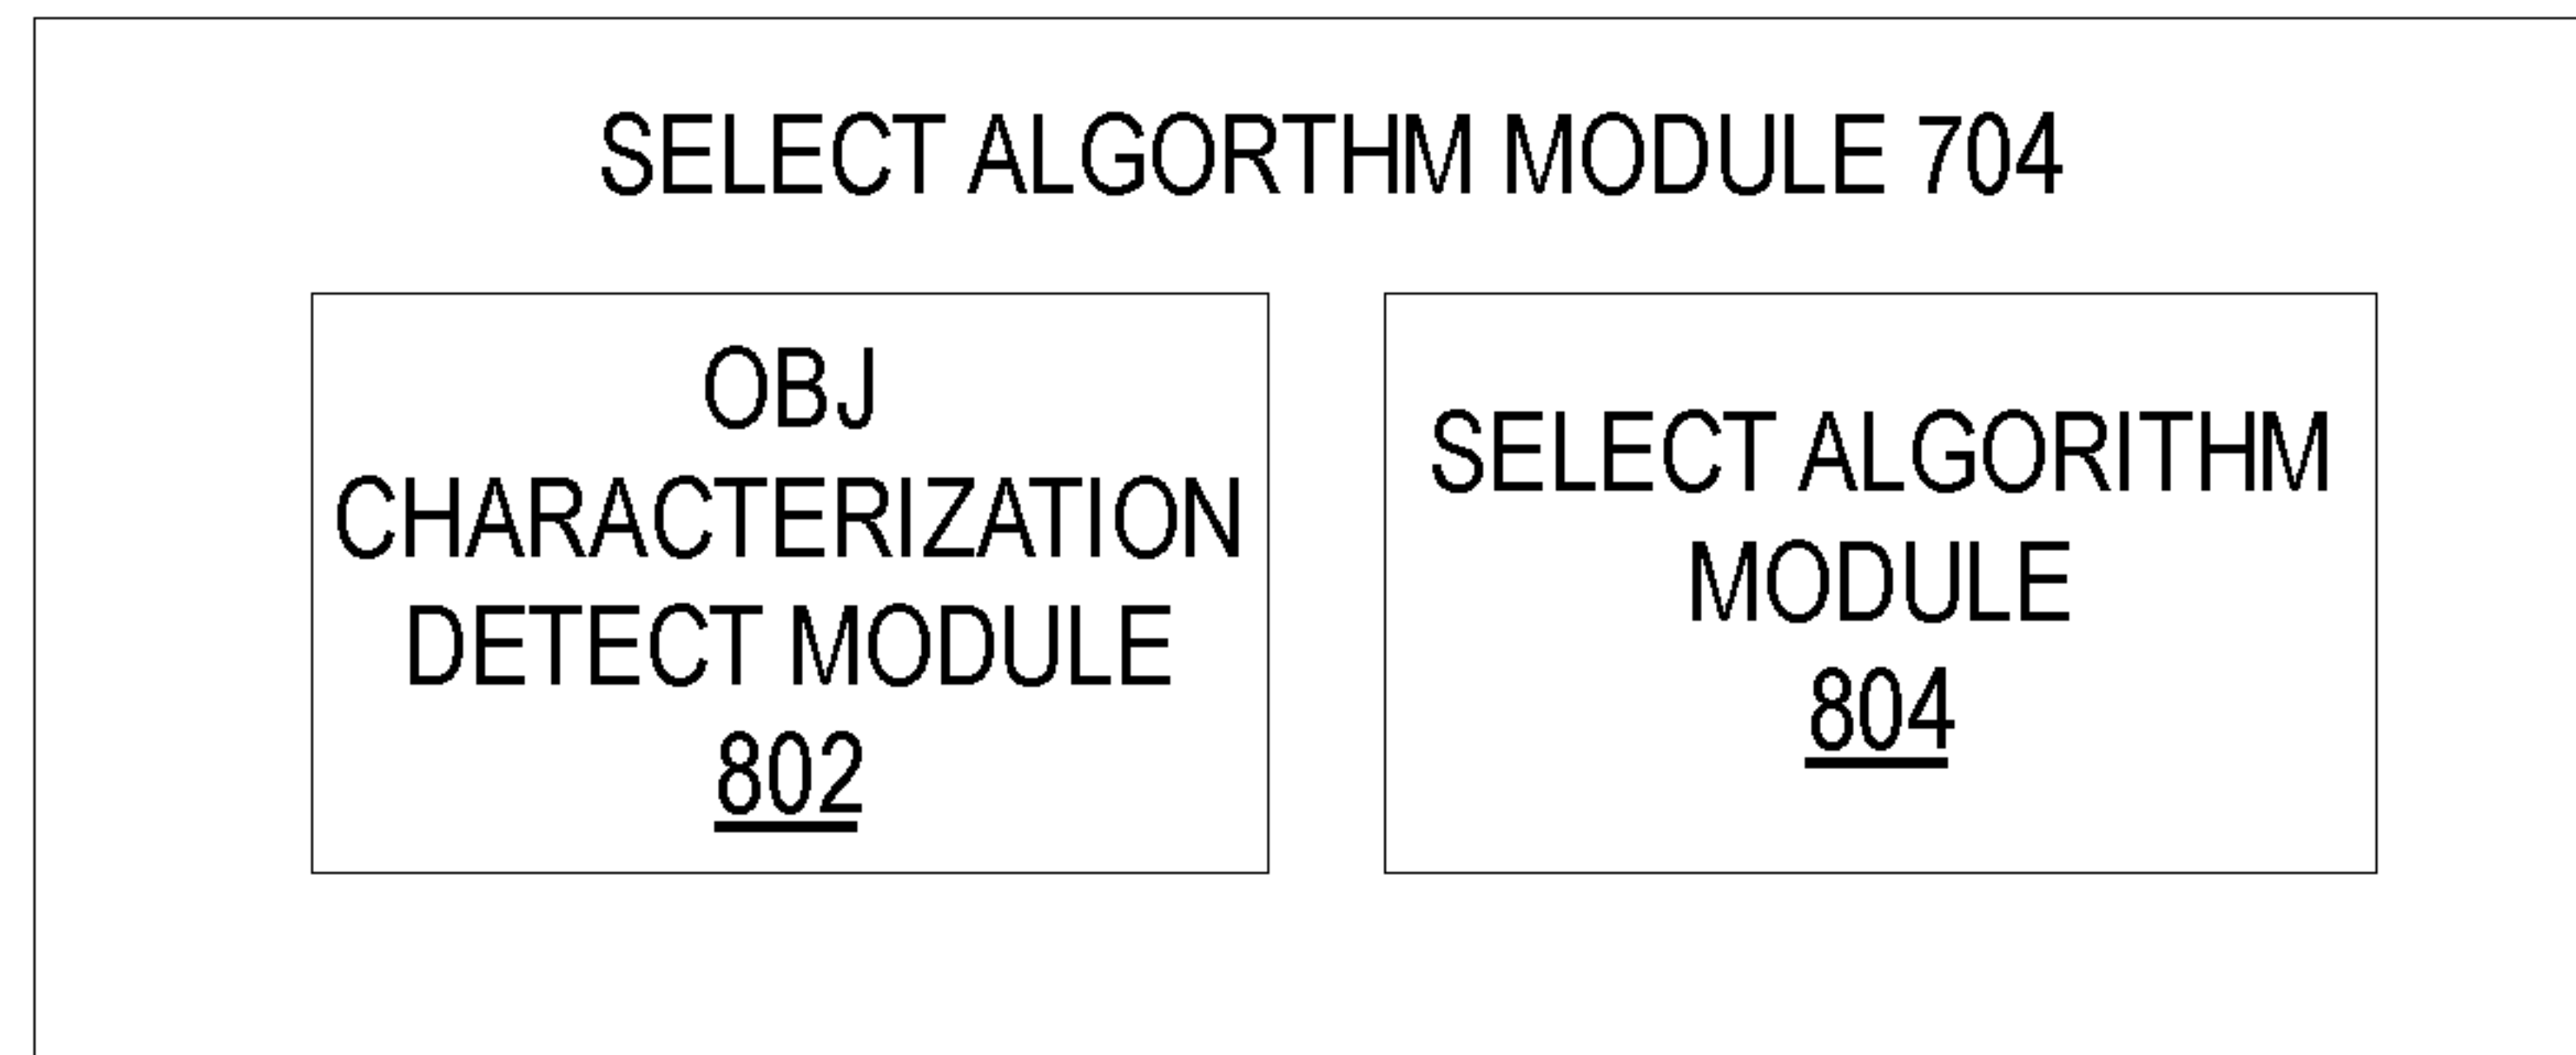 SELECT ALGORTHM MODULE 704
OBJ
CHARACTERIZATION
DETECT MODULE
802
SELECT ALGORITHM
MODULE
804